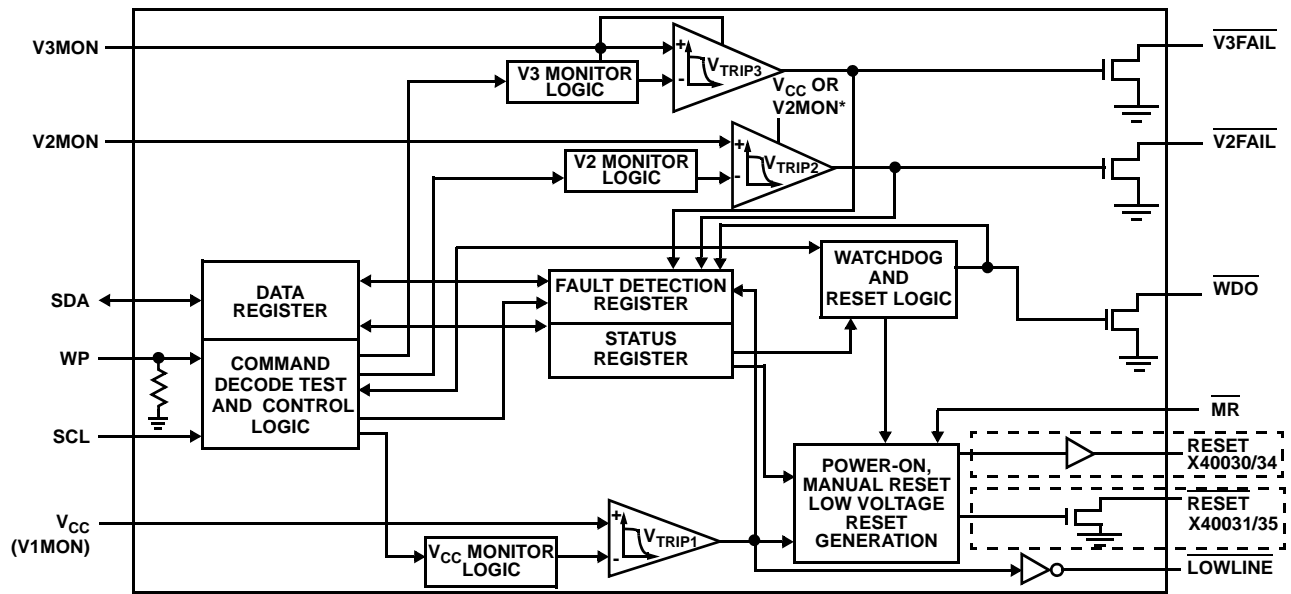 V3MON
V3 MONITOR
LOGIC
+
-
VTRIP3
VCC OR
V2MON*
V3FAIL
V2MON
V2 MONITOR
LOGIC
+
-
VTRIP2
V2FAIL
SDA
WP
SCL
DATA
REGISTER
COMMAND
DECODE TEST
AND CONTROL
LOGIC
FAULT DETECTION
REGISTER
STATUS
REGISTER
WATCHDOG
AND
RESET LOGIC
WDO
MR
POWER-ON,
MANUAL RESET
LOW VOLTAGE
RESET
GENERATION
RESET
X40030/34
RESET
X40031/35
VCC
(V1MON)
VCC MONITOR
LOGIC
+
-
VTRIP1
LOWLINE